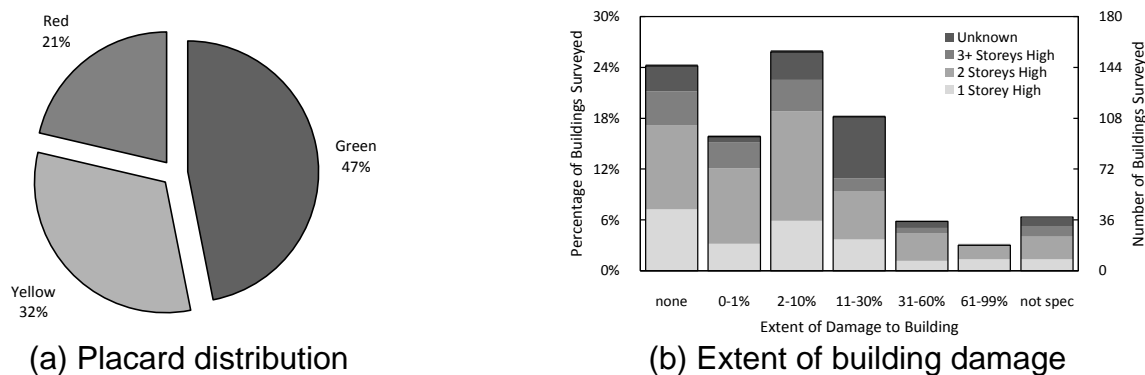 Red
21%
Green
47%
Yellow
32%
(a) Placard distribution
30%
24%
18%
12%
6%
0%
Percentage of Buildings Surveyed
Unknown
3+ Storeys High
2 Storeys High
1 Storey High
180
144
108
72
36
0
Number of Buildings Surveyed
none 0-1% 2-10% 11-30% 31-60% 61-99% not spec
Extent of Damage to Building
(b) Extent of building damage